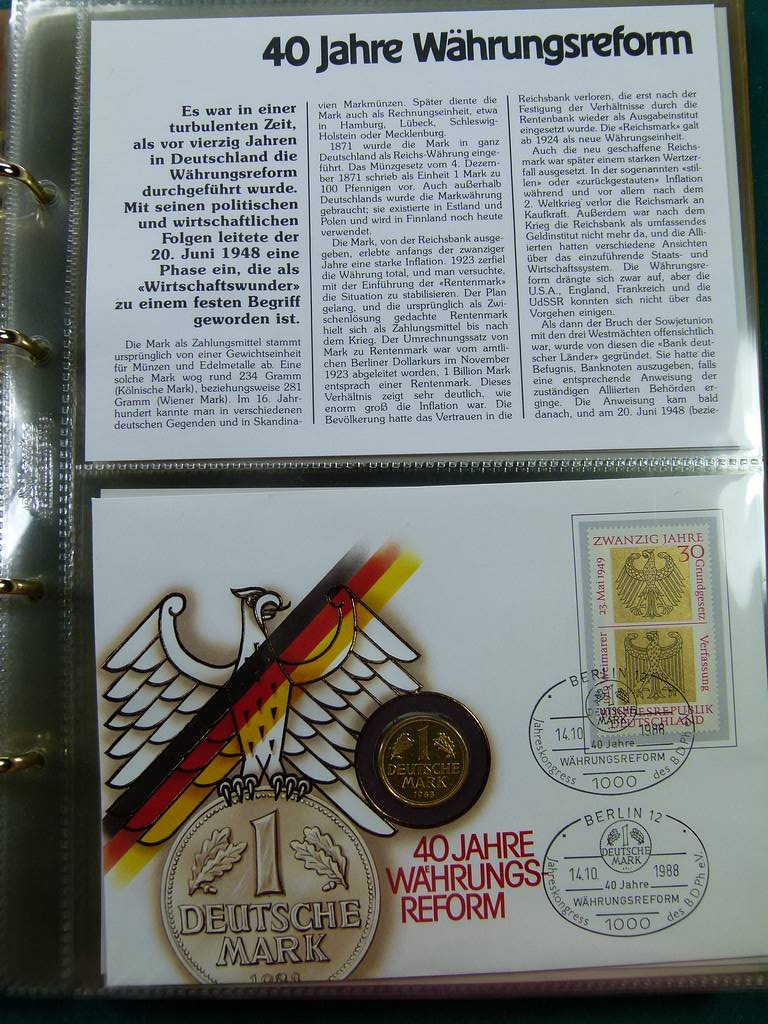 40 Jahre Währungsreform
Es war in einer
turbulenten Zeit,
als vor vierzig Jahren
in Deutschland die
Währungsreform
durchgeführt wurde.
Mit seinen politischen
und wirtschaftlichen
Folgen leitete der
20. Juni 1948 eine
Phase ein, die als
«Wirtschaftswunder»
zu einem festen Begriff
geworden ist.
Die Mark als Zahlungsmittel stammt
ursprünglich von einer Gewichtseinheit
für Münzen und Edelmetalle ab. Eine
solche Mark wog rund 234 Gramm
(Kölnische Mark), beziehungsweise 281
Gramm (Wiener Mark). Im 16. Jahr-
hundert kannte man in verschiedenen
deutschen Gegenden und in Skandina-
vien Markmünzen. Später diente die
Mark auch als Rechnungseinheit, etwa
in Hamburg, Lübeck, Schleswig-
Holstein oder Mecklenburg.
1871 wurde die Mark in ganz
Deutschland als Reichs-Währung einge-
führt. Das Münzgesetz vom 4. Dezem-
ber 1871 schrieb als Einheit 1 Mark zu
100 Pfennigen vor. Auch außerhalb
Deutschlands wurde die Markwährung
gebraucht; sie existierte in Estland und
Polen und wird in Finnland noch heute
verwendet.
Die Mark, von der Reichsbank ausge-
geben, erlebte anfangs der zwanziger
Jahre eine starke Inflation. 1923 zerfiel
die Währung total, und man versuchte,
mit der Einführung der «Rentenmark»
die Situation zu stabilisieren. Der Plan
gelang, und die ursprünglich als Zwi-
schenlösung gedachte Rentenmark
hielt sich als Zahlungsmittel bis nach
dem Krieg. Der Umrechnungssatz von
Mark zu Rentenmark war vom amtli-
chen Berliner Dollarkurs im November
1923 abgeleitet worden, 1 Billion Mark
entsprach einer Rentenmark. Dieses
Verhältnis zeigt sehr deutlich, wie
enorm groß die Inflation war. Die
Bevölkerung hatte das Vertrauen in die
Reichsbank verloren, die erst nach der
Festigung der Verhältnisse durch die
Rentenbank wieder als Ausgabeinstitut
eingesetzt wurde. Die «Reichsmark» galt
ab 1924 als neue Währungseinheit.
Auch die neu geschaffene Reichs-
mark war später einem starken Wertzer-
fall ausgesetzt. In der sogenannten «stil-
len» oder «zurückgestauten» Inflation
während und vor allem nach dem
2. Weltkrieg verlor die Reichsmark an
Kaufkraft. Außerdem war nach dem
Krieg die Reichsbank als umfassendes
Geldinstitut nicht mehr da, und die Alli-
ierten hatten verschiedene Ansichten
über das einzuführende Staats- und
Wirtschaftssystem. Die Währungsre-
form drängte sich zwar auf, aber die
U.S.A., England, Frankreich und die
UdSSR konnten sich nicht über das
Vorgehen einigen.
Als dann der Bruch der Sowjetunion
mit den drei Westmächten offensichtlich
war, wurde von diesen die «Bank deut-
scher Länder» gegründet. Sie hatte die
Befugnis, Banknoten auszugeben, falls
eine entsprechende Anweisung der
zuständigen Alliierten Behörden er-
ginge. Die Anweisung kam bald
danach, und am 20. Juni 1948 (bezie-
ZWANZIG JAHRE
30
23. Mai 1949
Grundgesetz
1919 Weimarer
Verfassung
BUNDESREPUBLIK
DEUTSCHLAND
BERLIN 12
DEUTSCHE
MARK
14.10. 1988
40 Jahre
WÄHRUNGSREFORM
1000
Jahreskongress des BDPh e.V.
1
DEUTSCHE
MARK
1988
1
DEUTSCHE
MARK
40 JAHRE
WÄHRUNGS-
REFORM
BERLIN 12
1
DEUTSCHE
MARK
14.10. 1988
40 Jahre
WÄHRUNGSREFORM
1000
Jahreskongress des BDPh e.V.